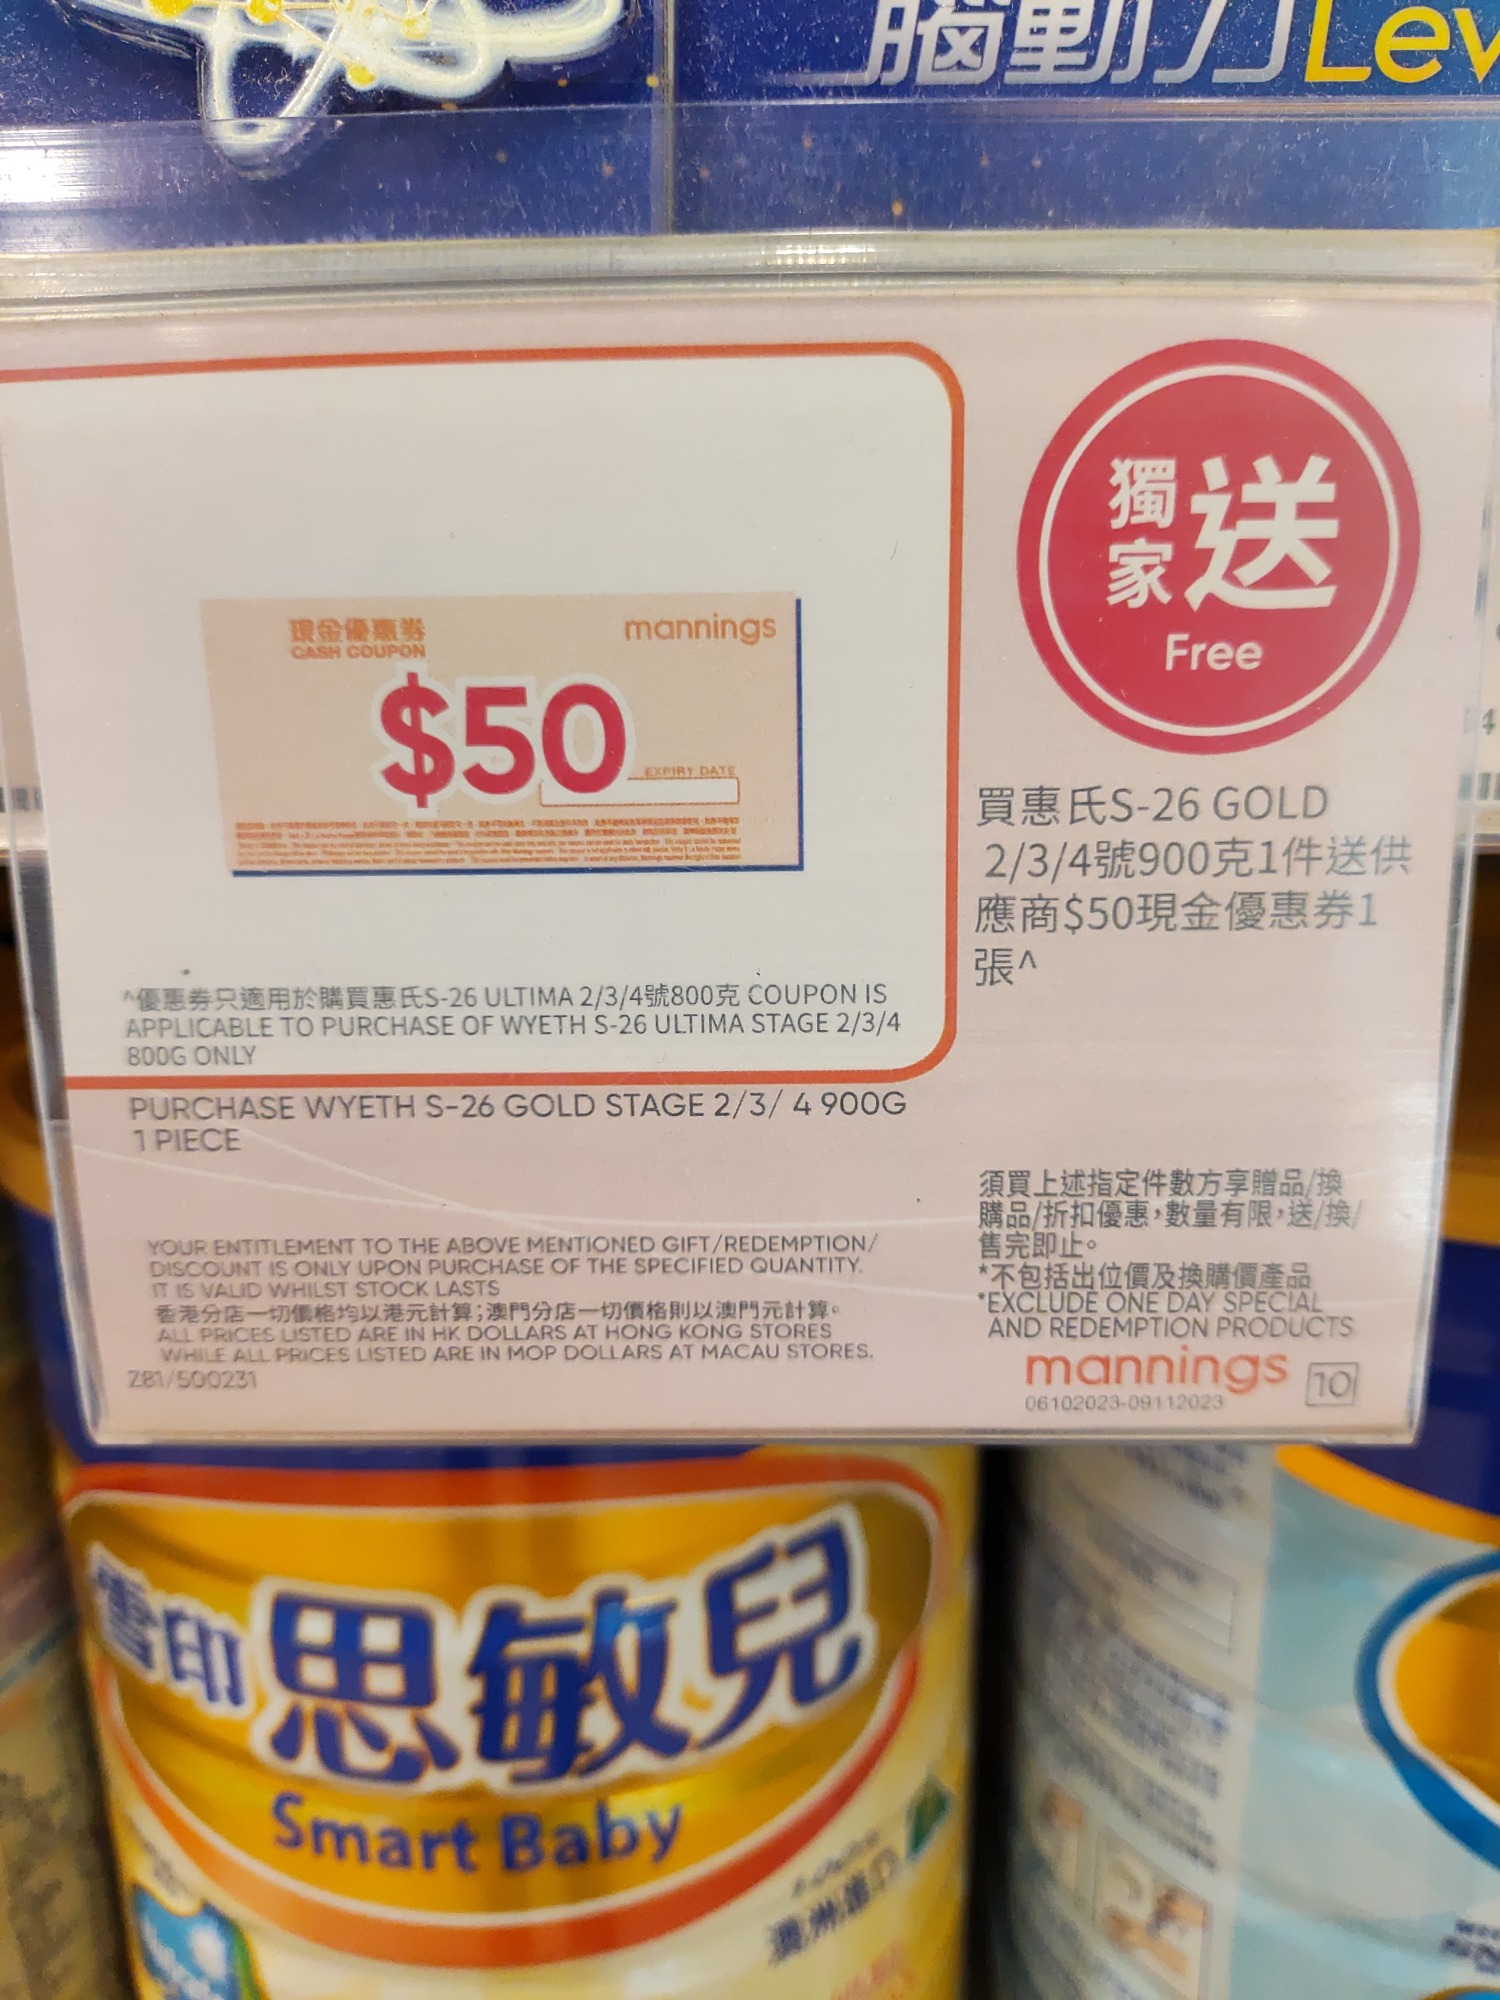 腦動力Lev
獨家送
Free
現金優惠券
CASH COUPON
mannings
$50
EXPIRY DATE
買惠氏S-26 GOLD
2/3/4號900克1件送供
應商$50現金優惠券1
張^
^優惠券只適用於購買惠氏S-26 ULTIMA 2/3/4號800克 COUPON IS
APPLICABLE TO PURCHASE OF WYETH S-26 ULTIMA STAGE 2/3/4
800G ONLY
PURCHASE WYETH S-26 GOLD STAGE 2/3/ 4 900G
1 PIECE
YOUR ENTITLEMENT TO THE ABOVE MENTIONED GIFT/REDEMPTION/
DISCOUNT IS ONLY UPON PURCHASE OF THE SPECIFIED QUANTITY.
IT IS VALID WHILST STOCK LASTS
香港分店一切價格均以港元計算;澳門分店一切價格則以澳門元計算。
ALL PRICES LISTED ARE IN HK DOLLARS AT HONG KONG STORES
WHILE ALL PRICES LISTED ARE IN MOP DOLLARS AT MACAU STORES.
Z81/500231
須買上述指定件數方享贈品/換
購品/折扣優惠,數量有限,送/換/
售完即止。
*不包括出位價及換購價產品
*EXCLUDE ONE DAY SPECIAL
AND REDEMPTION PRODUCTS
mannings
10
06102023-09112023
雪印思敏兒
Smart Baby